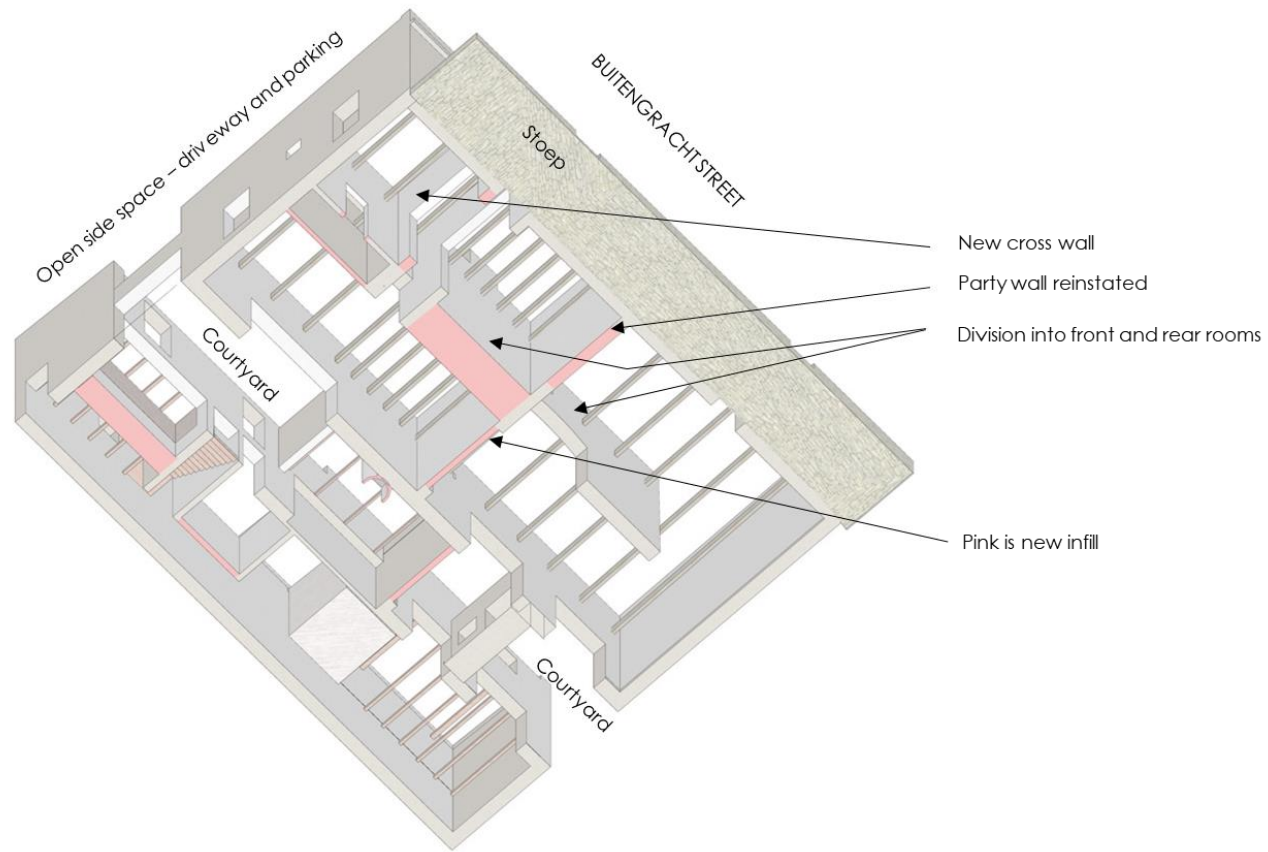 BUITENGRACHT STREET
Open side space – driveway and parking
Stoep
New cross wall
Party wall reinstated
Division into front and rear rooms
Courtyard
Pink is new infill
Courtyard